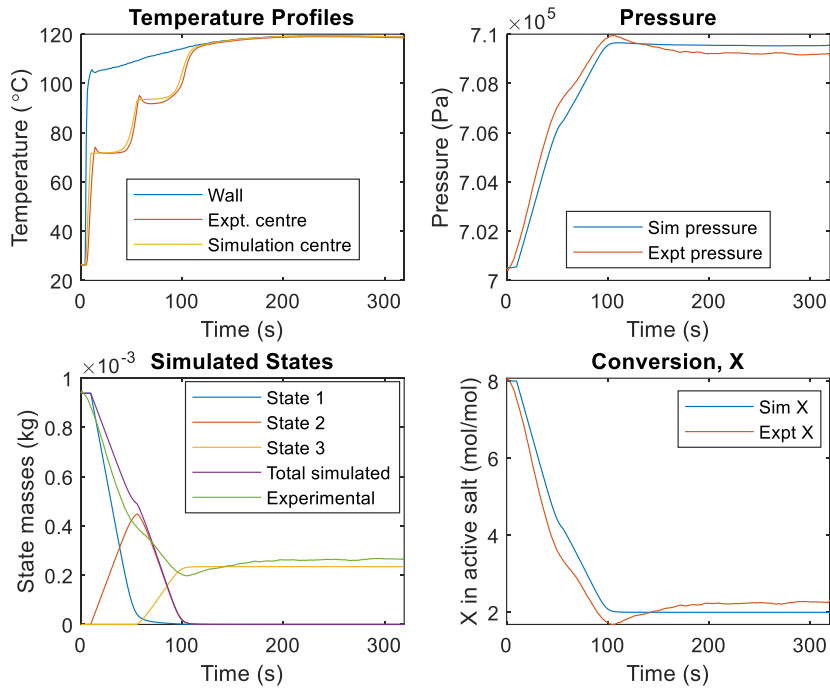 Temperature Profiles
120
100
80
60
40
20
Temperature (°C)
Wall
Expt. centre
Simulation centre
0
100
200
300
Time (s)
Pressure
×10⁵
7.1
7.08
7.06
7.04
7.02
7
Pressure (Pa)
Sim pressure
Expt pressure
0
100
200
300
Time (s)
Simulated States
×10⁻³
1
0.8
0.6
0.4
0.2
0
State masses (kg)
State 1
State 2
State 3
Total simulated
Experimental
0
100
200
300
Time (s)
Conversion, X
8
6
4
2
X in active salt (mol/mol)
Sim X
Expt X
0
100
200
300
Time (s)